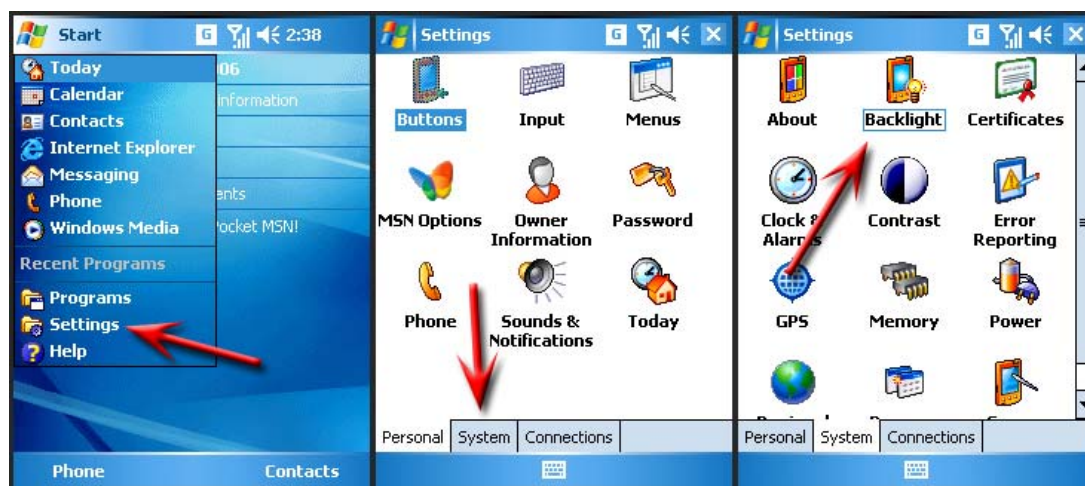 Start
G
2:38
Today
06
Calendar
information
Contacts
Internet Explorer
Messaging
ents
Phone
Windows Media
Pocket MSN!
Recent Programs
Programs
Settings
Help
Phone
Contacts
Settings
G
Buttons
Input
Menus
MSN Options
Owner
Information
Password
Phone
Sounds &
Notifications
Today
Personal
System
Connections
Settings
G
About
Backlight
Certificates
Clock &
Alarms
Contrast
Error
Reporting
GPS
Memory
Power
Personal
System
Connections